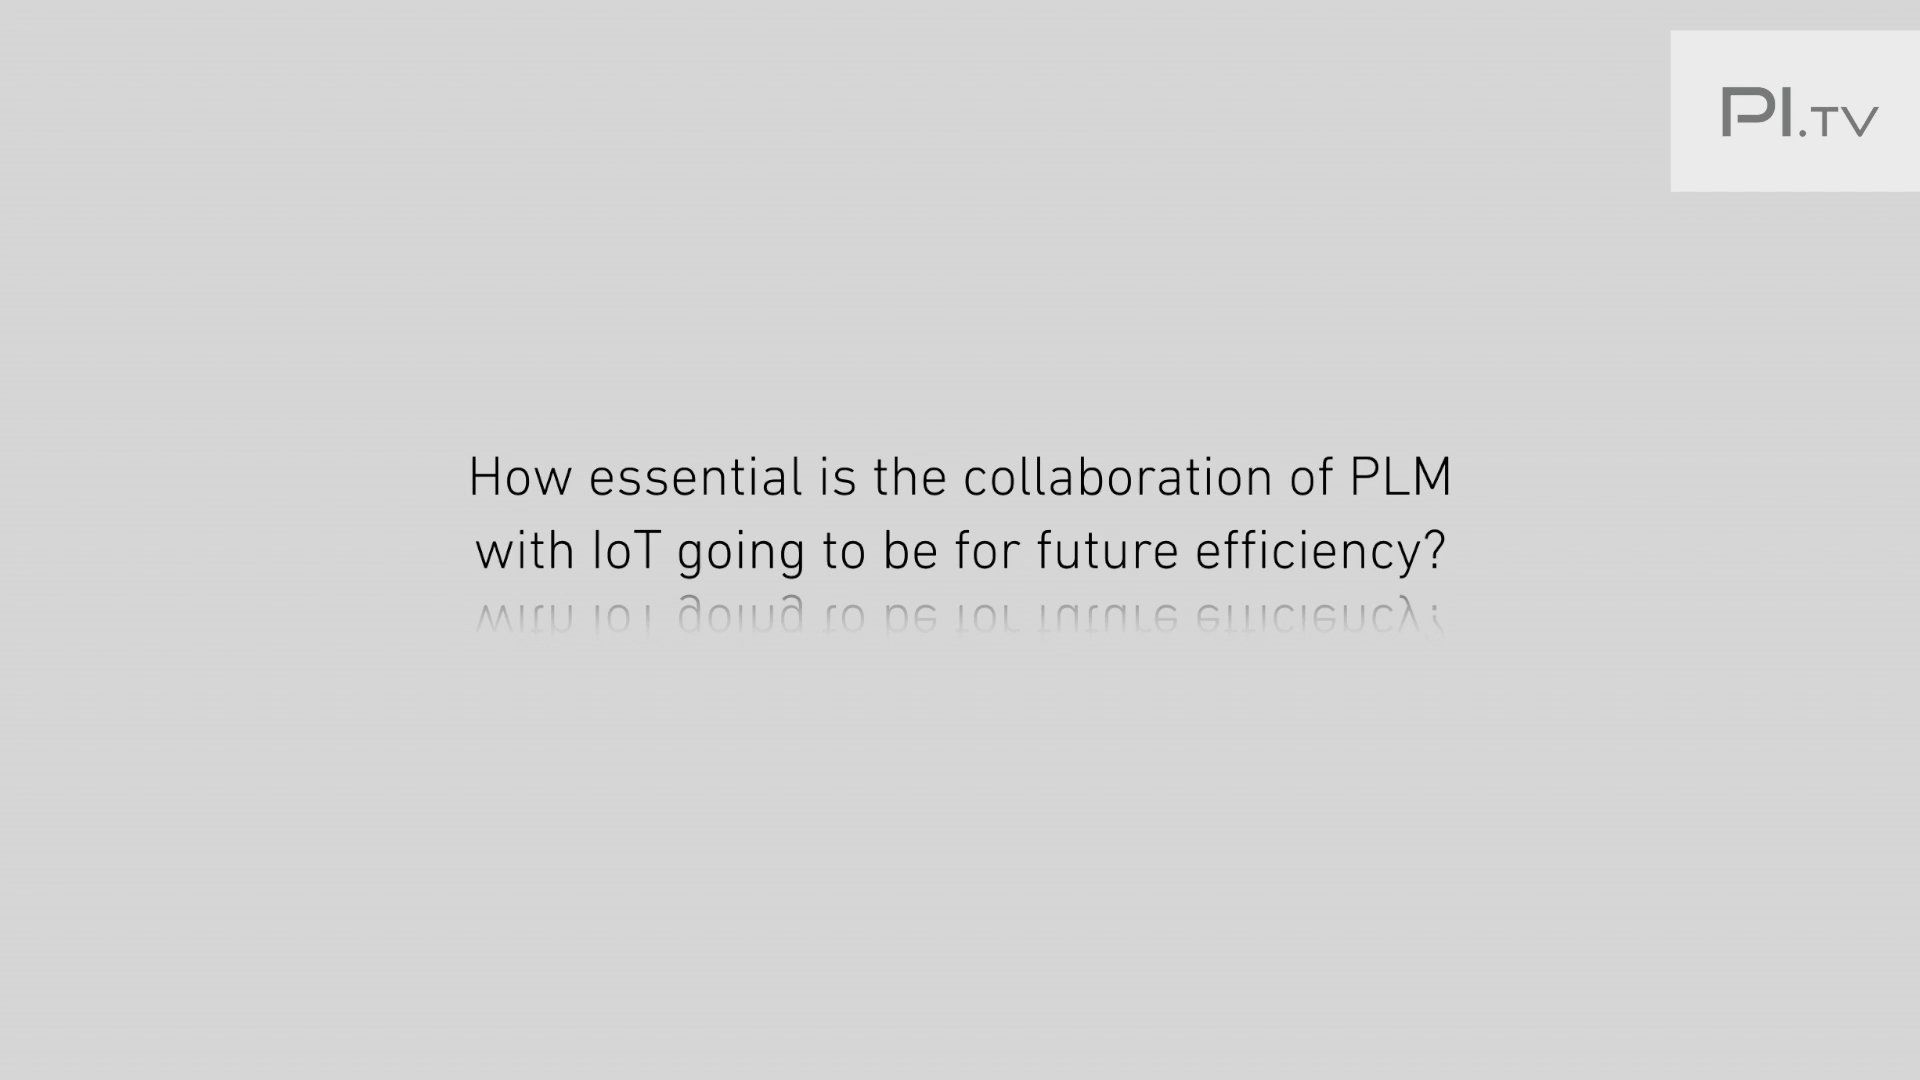 PI.TV
How essential is the collaboration of PLM
with IoT going to be for future efficiency?